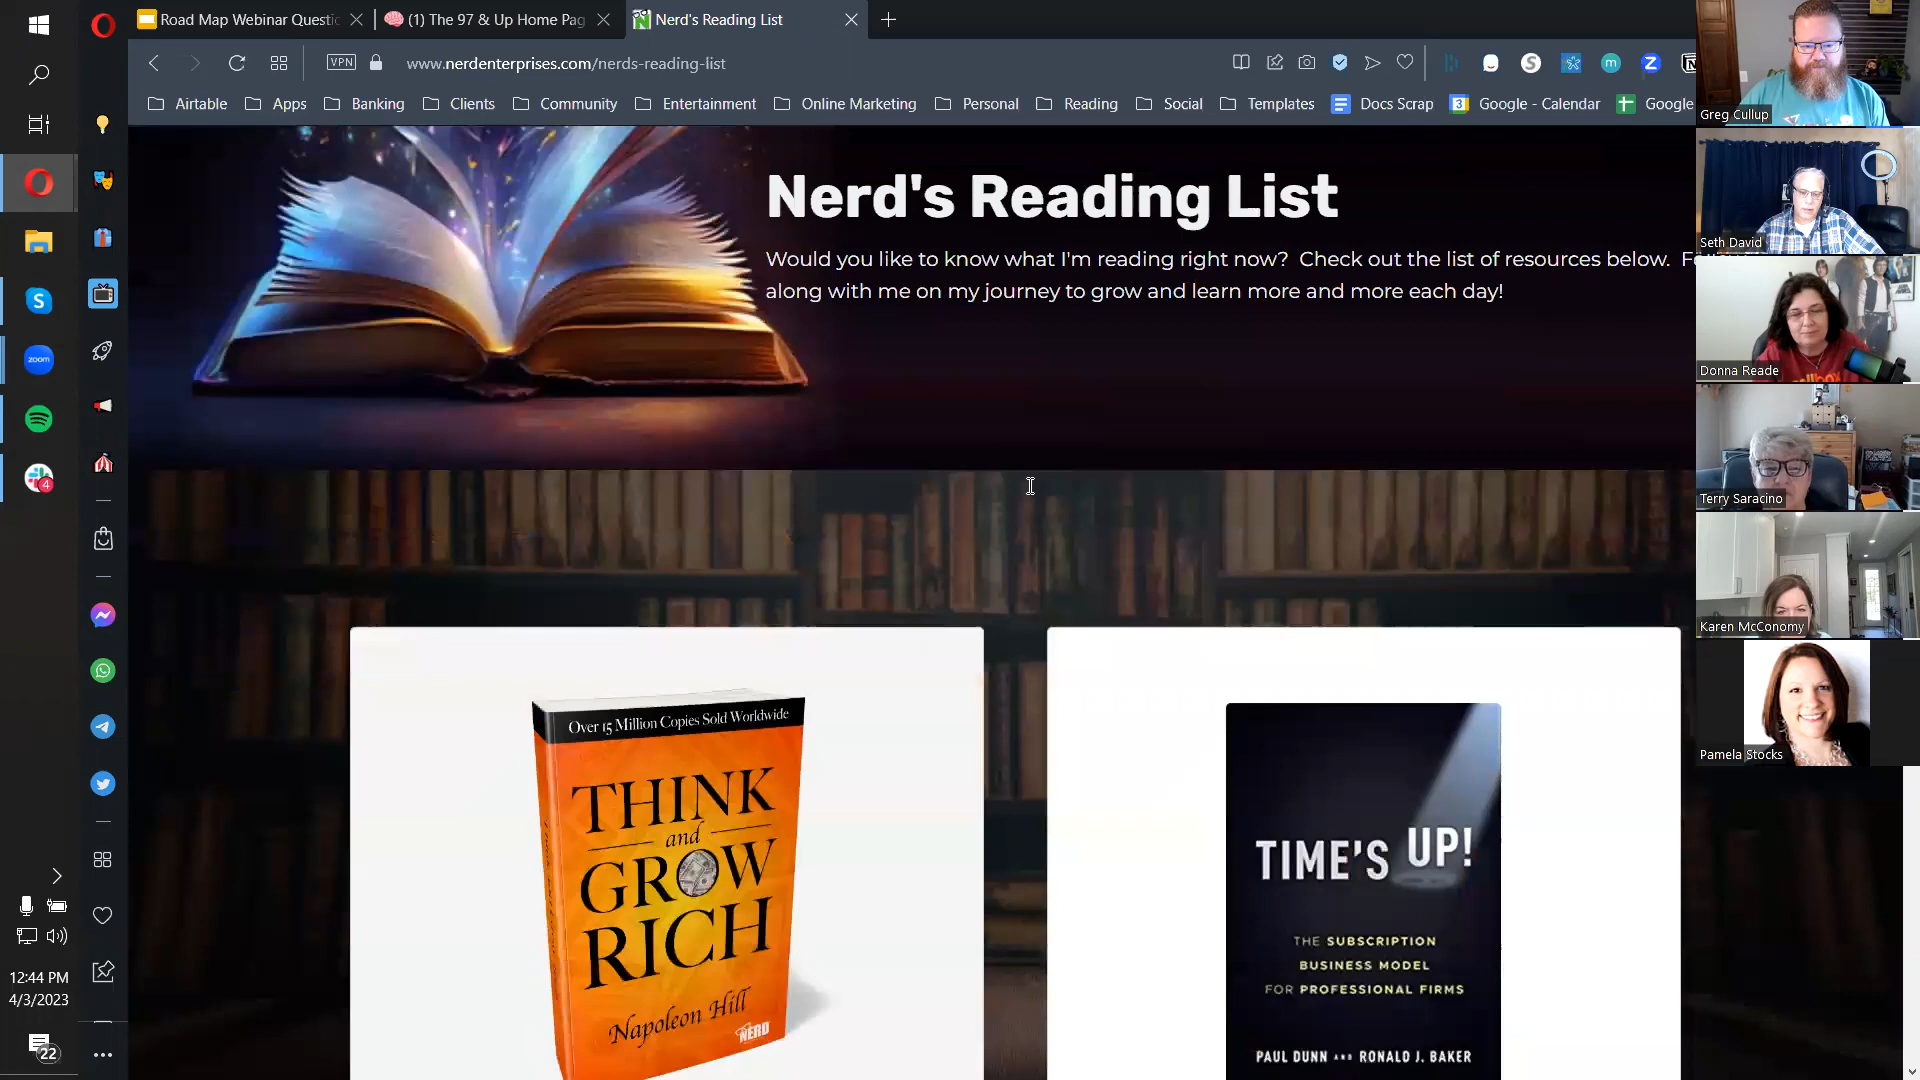 Road Map Webinar Questi
(1) The 97 & Up Home Pag
Nerd's Reading List
VPN
www.nerdenterprises.com/nerds-reading-list
Airtable
Apps
Banking
Clients
Community
Entertainment
Online Marketing
Personal
Reading
Social
Templates
Docs Scrap
Google - Calendar
Google
Nerd's Reading List
Would you like to know what I'm reading right now? Check out the list of resources below.
along with me on my journey to grow and learn more and more each day!
Over 15 Million Copies Sold Worldwide
THINK
and
GROW
RICH
Napoleon Hill
NERD
TIME'S UP!
THE SUBSCRIPTION
BUSINESS MODEL
FOR PROFESSIONAL FIRMS
PAUL DUNN AND RONALD J. BAKER
Greg Cullup
Seth David
Donna Reade
Terry Saracino
Karen McConomy
Pamela Stocks
zoom
4
12:44 PM
4/3/2023
22